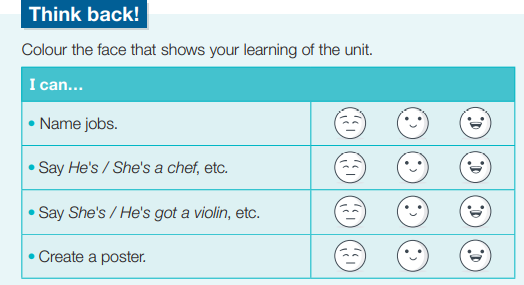 Think back!
Colour the face that shows your learning of the unit.
I can...
• Name jobs.
• Say He's / She's a chef, etc.
• Say She's / He's got a violin, etc.
• Create a poster.